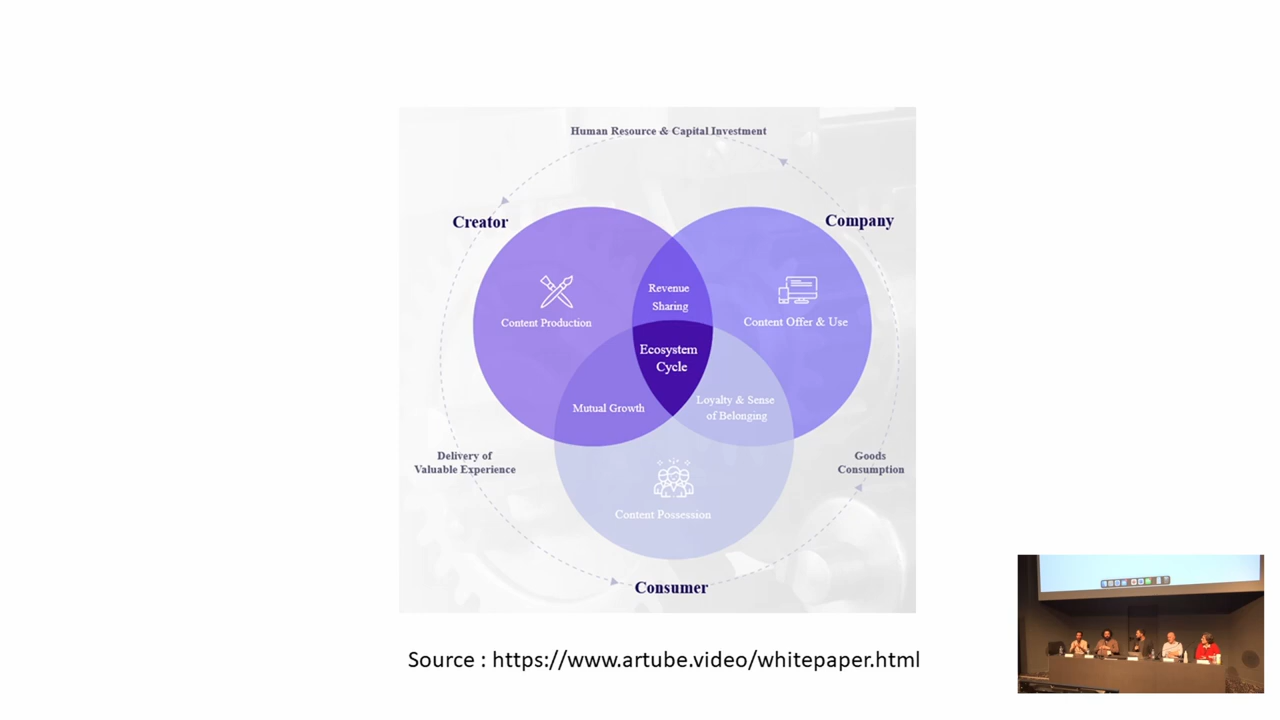 Human Resource & Capital Investment
Creator
Company
Revenue
Sharing
Content Production
Content Offer & Use
Ecosystem
Cycle
Mutual Growth
Loyalty & Sense
of Belonging
Delivery of
Valuable Experience
Goods
Consumption
Content Possession
Consumer
Source : https://www.artube.video/whitepaper.html